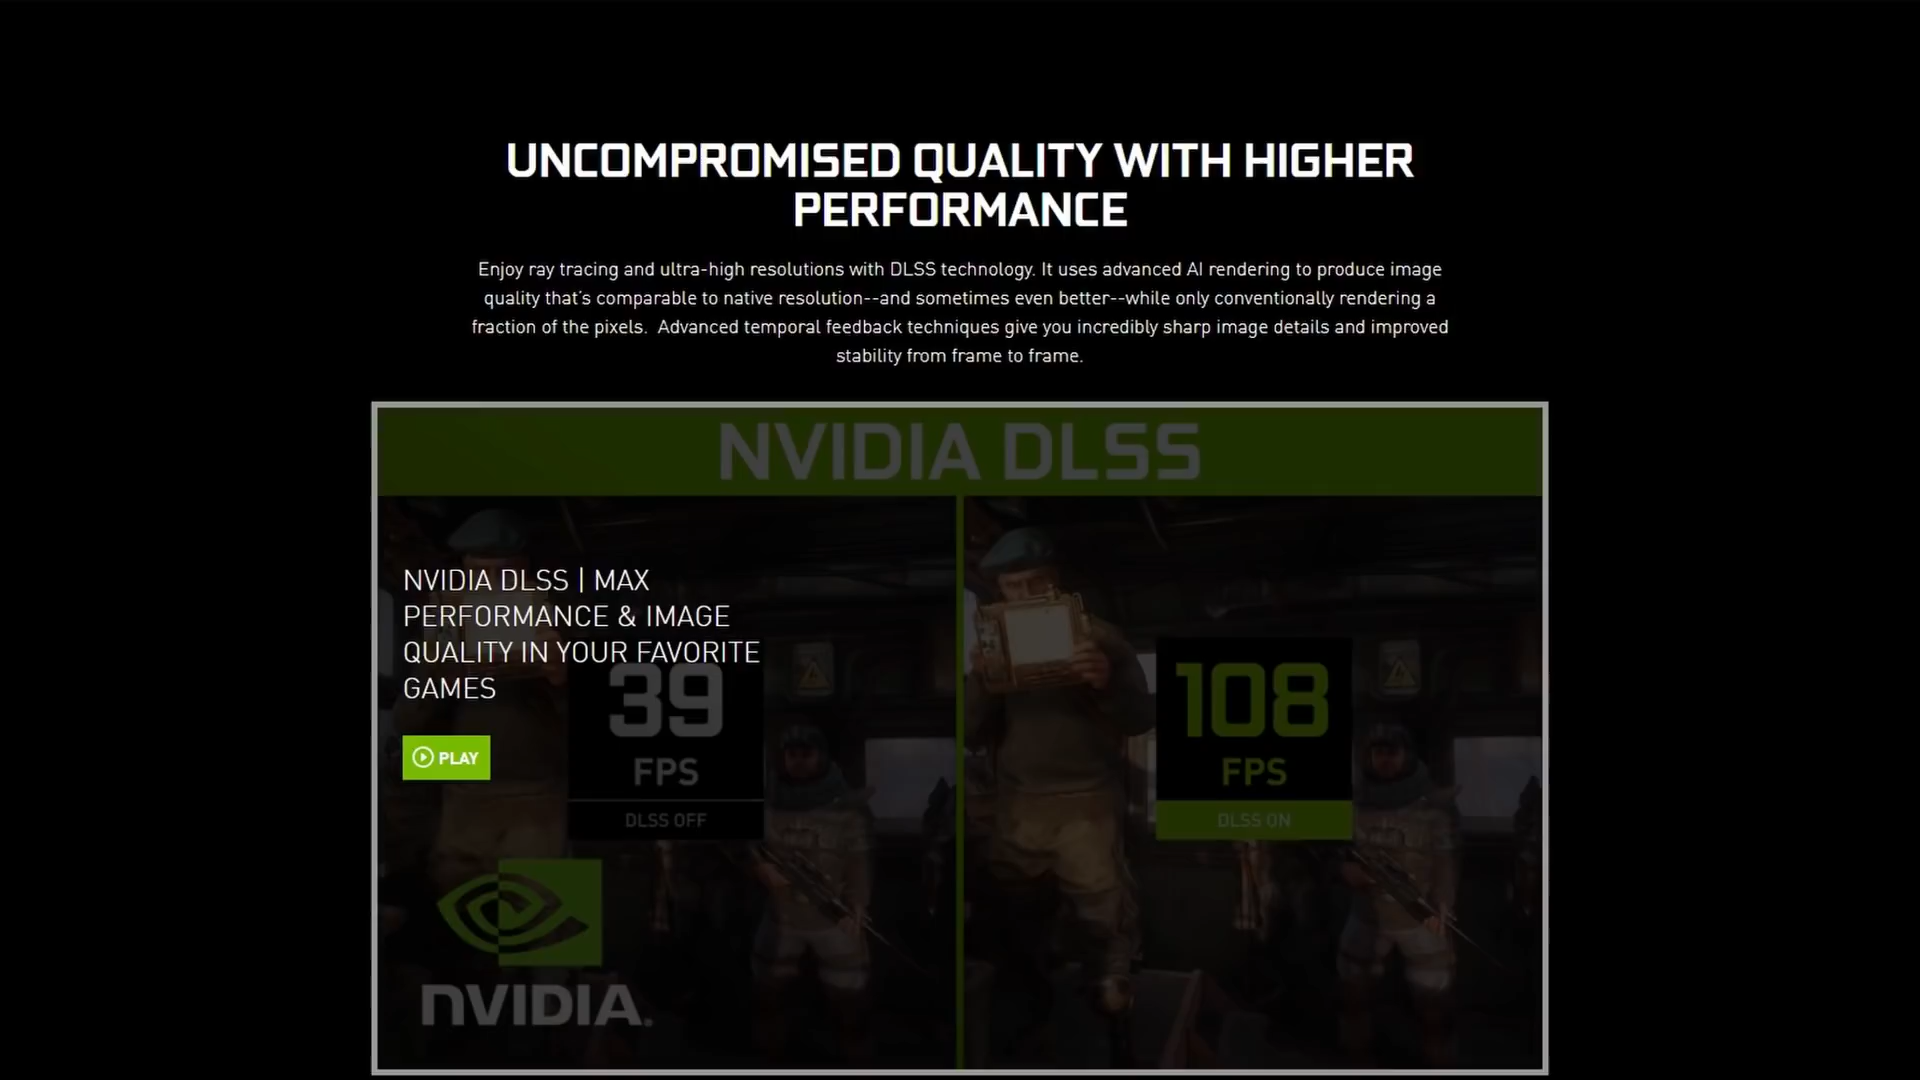 UNCOMPROMISED QUALITY WITH HIGHER
PERFORMANCE
Enjoy ray tracing and ultra-high resolutions with DLSS technology. It uses advanced AI rendering to produce image
quality that's comparable to native resolution--and sometimes even better--while only conventionally rendering a
fraction of the pixels. Advanced temporal feedback techniques give you incredibly sharp image details and improved
stability from frame to frame.
NVIDIA DLSS
NVIDIA DLSS | MAX
PERFORMANCE & IMAGE
QUALITY IN YOUR FAVORITE
GAMES
PLAY
39
FPS
DLSS OFF
108
FPS
DLSS ON
NVIDIA.